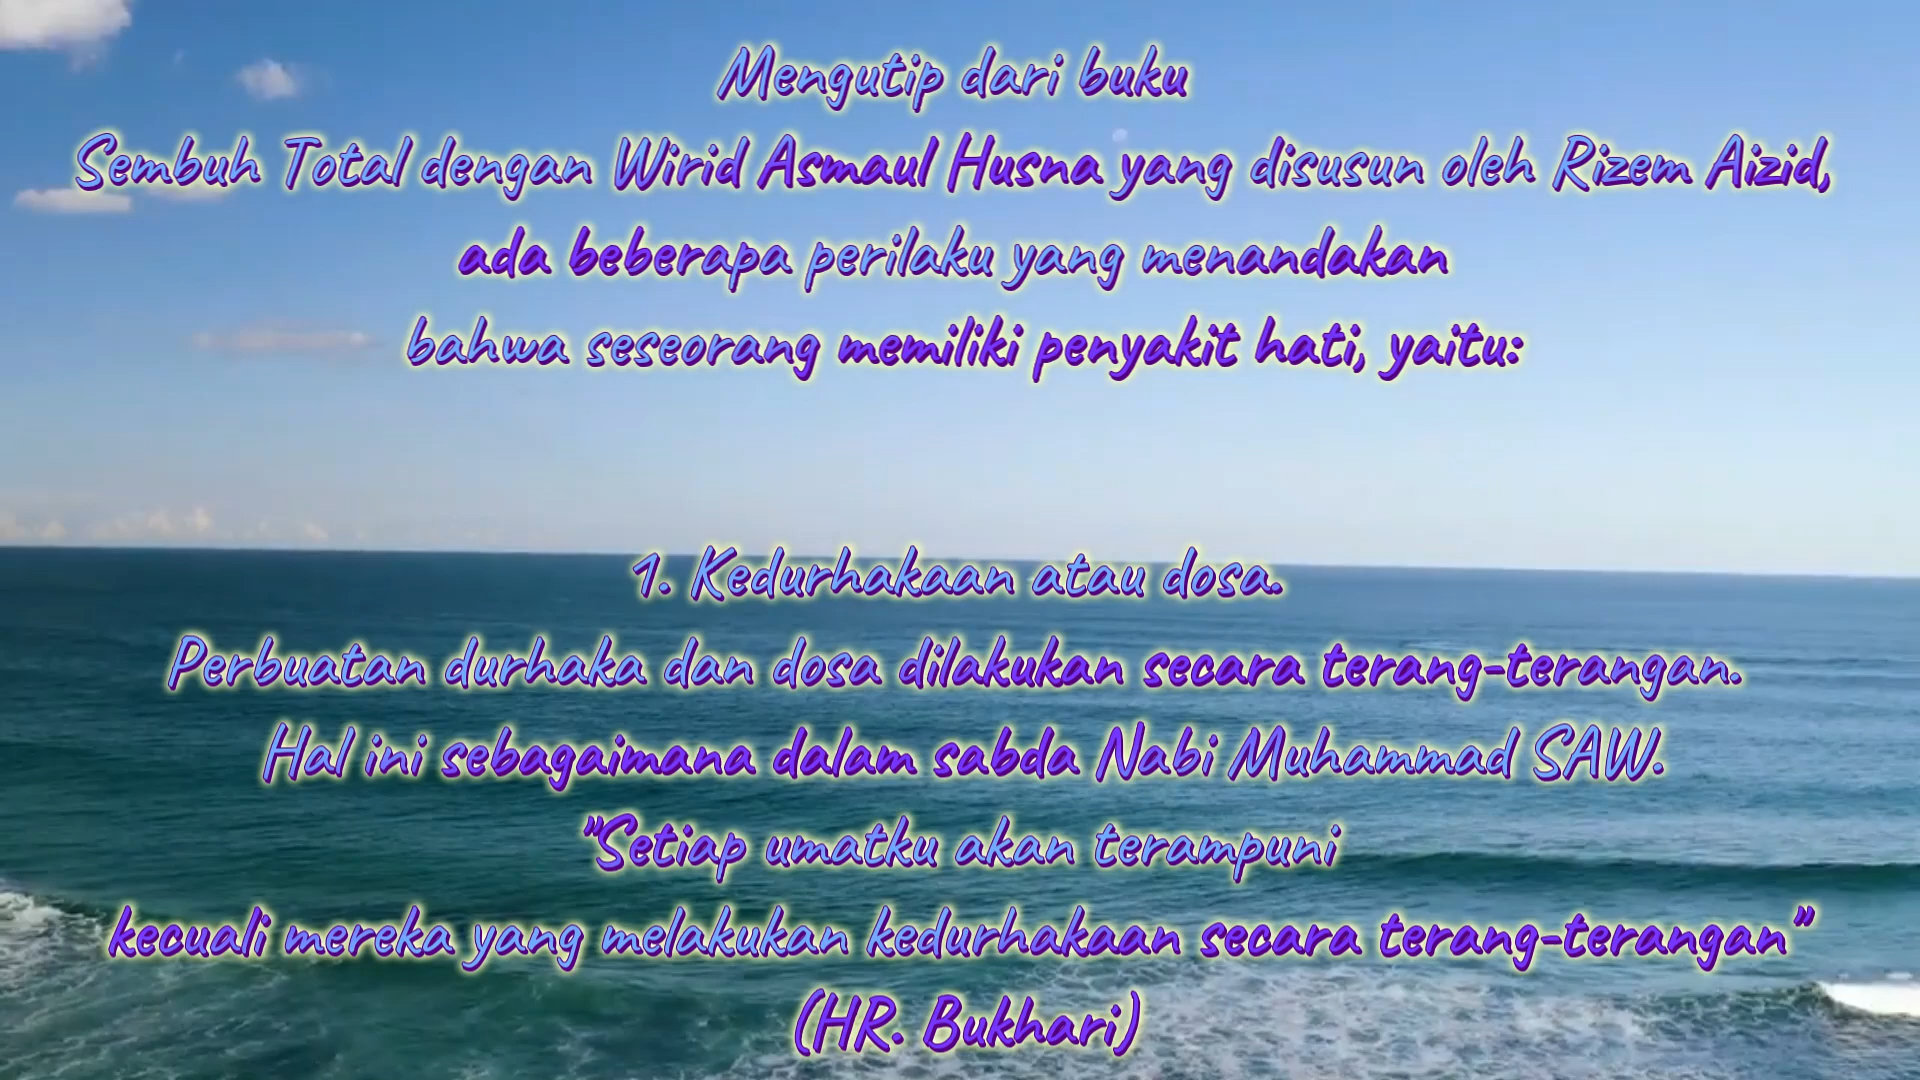 Mengutip dari buku
Sembuh Total dengan Wirid Asmaul Husna yang disusun oleh Rizem Aizid,
ada beberapa perilaku yang menandakan
bahwa seseorang memiliki penyakit hati, yaitu:
1. Kedurhakaan atau dosa.
Perbuatan durhaka dan dosa dilakukan secara terang-terangan.
Hal ini sebagaimana dalam sabda Nabi Muhammad SAW.
"Setiap umatku akan terampuni
kecuali mereka yang melakukan kedurhakaan secara terang-terangan"
(HR. Bukhari)